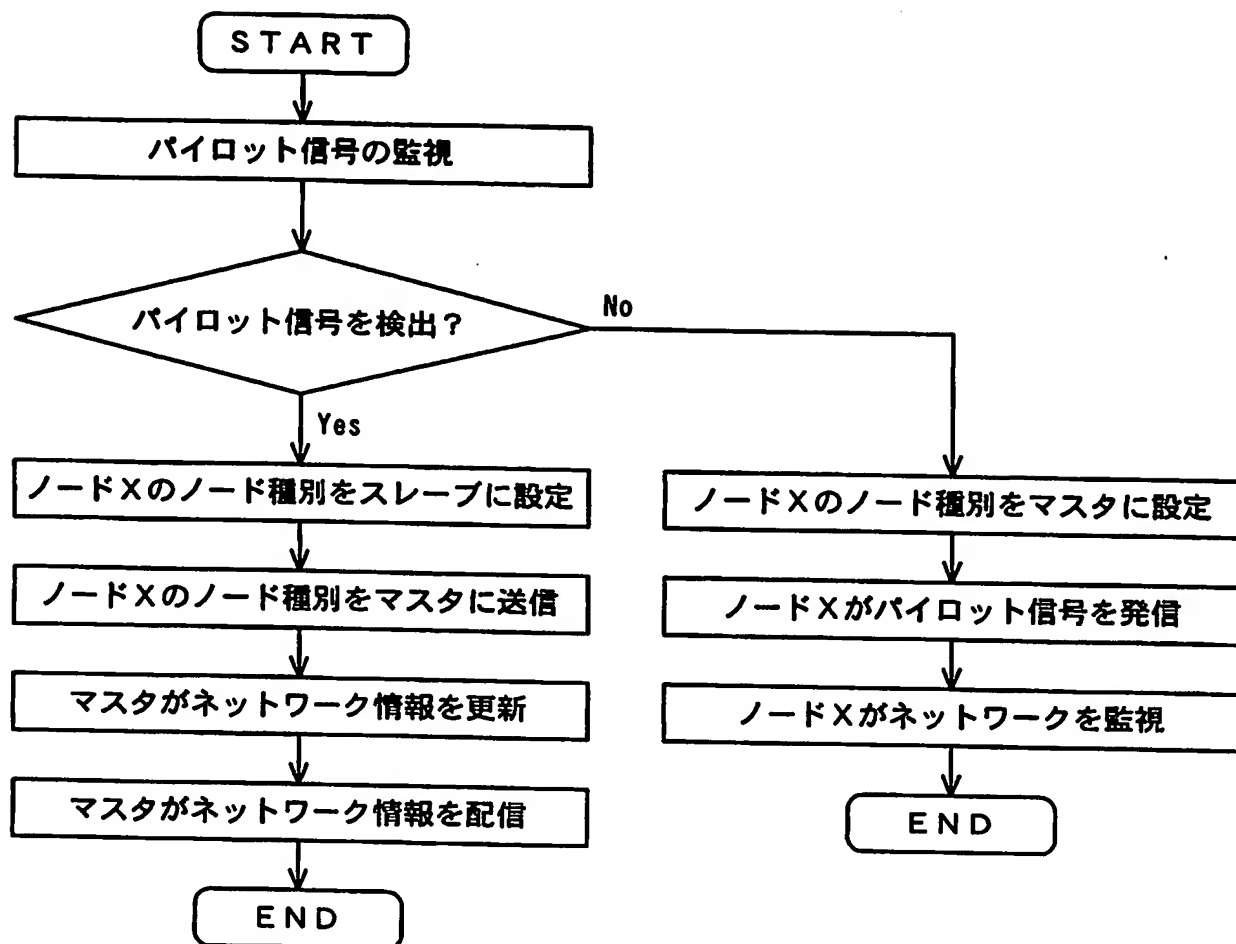 START
パイロット信号の監視
パイロット信号を検出？
No
Yes
ノードXのノード種別をスレーブに設定
ノードXのノード種別をマスタに送信
マスタがネットワーク情報を更新
マスタがネットワーク情報を配信
END
ノードXのノード種別をマスタに設定
ノードXがパイロット信号を発信
ノードXがネットワークを監視
END